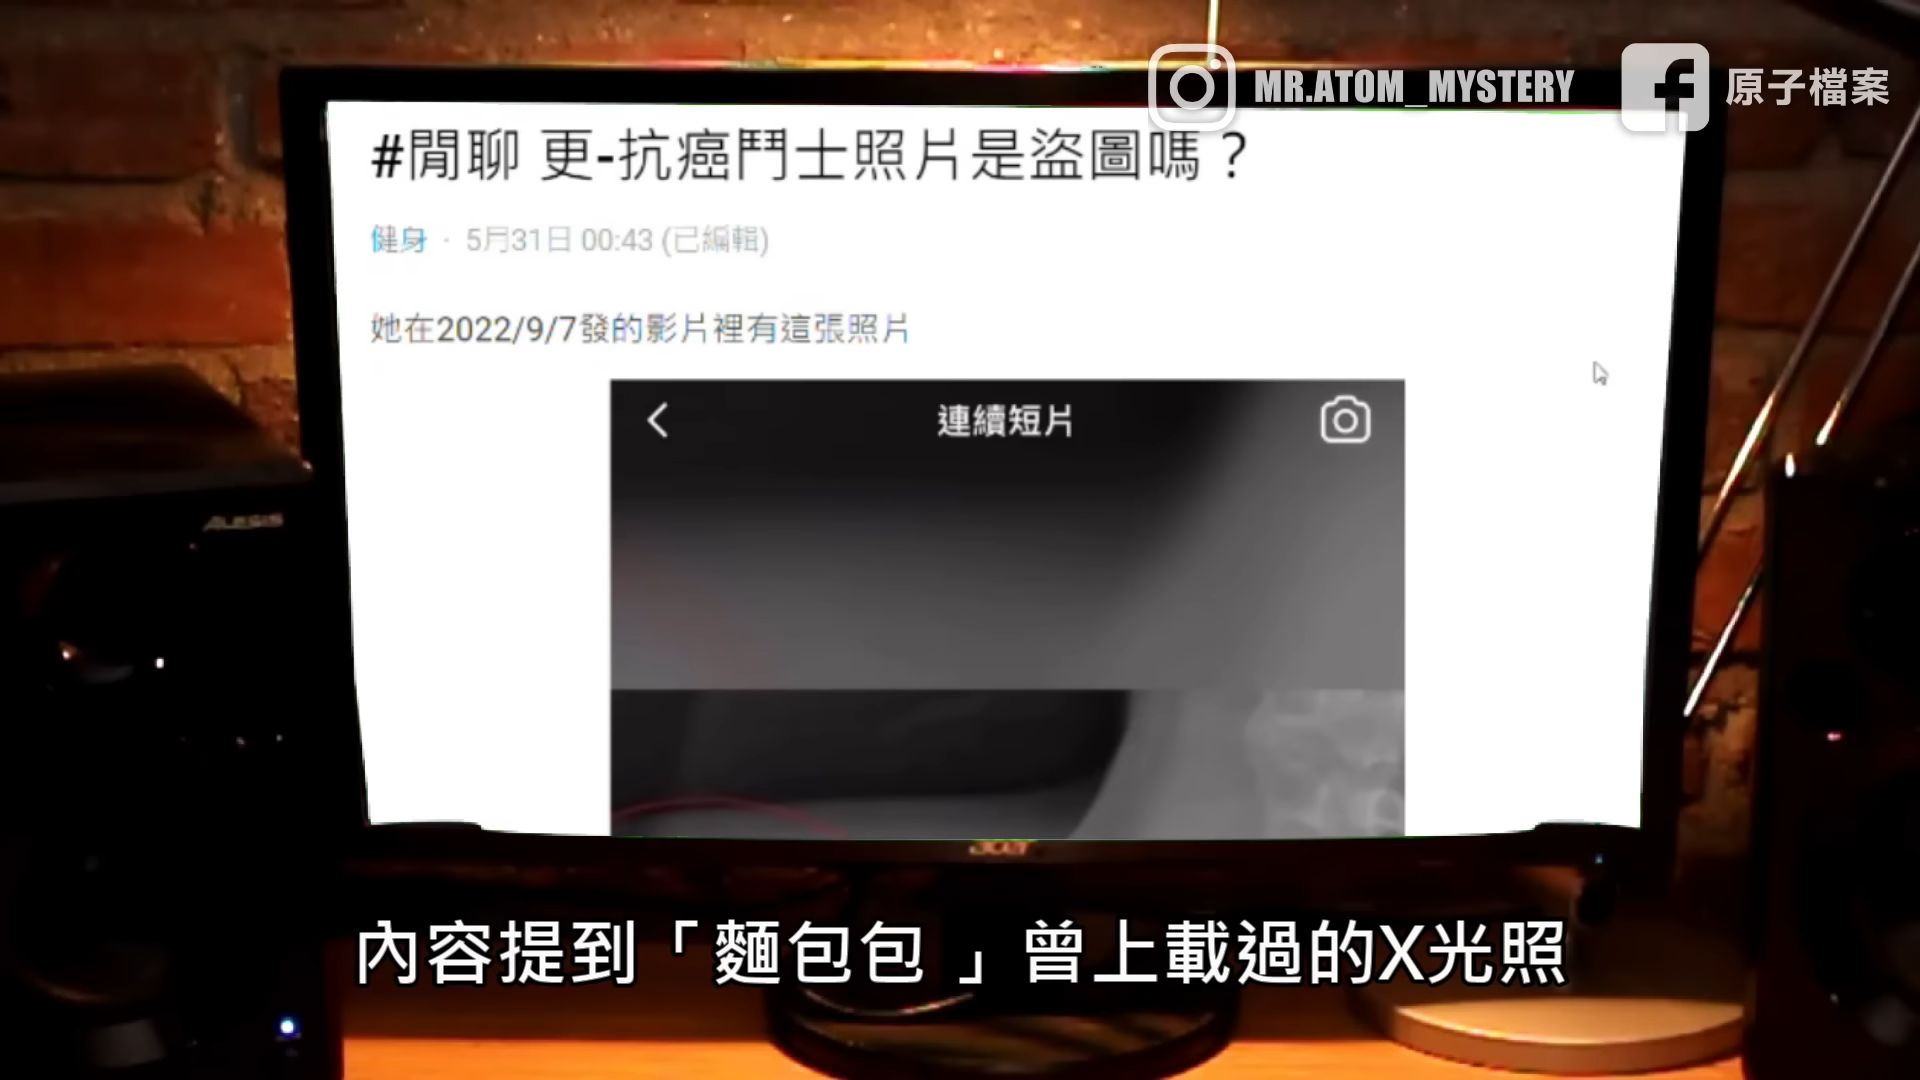 MR.ATOM_MYSTERY
原子檔案
#閒聊 更-抗癌鬥士照片是盜圖嗎？
健身 · 5月31日 00:43 (已編輯)
她在2022/9/7發的影片裡有這張照片
連續短片
ALESIS
acer
內容提到「麵包包 」曾上載過的X光照